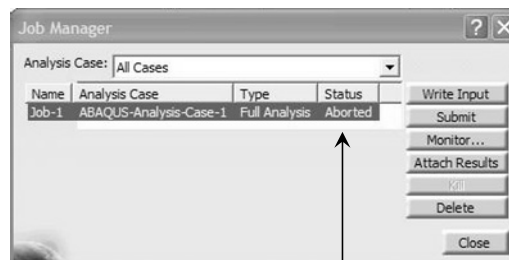 Job Manager
Analysis Case: All Cases
Name Analysis Case Type Status
Job-1 ABAQUS-Analysis-Case-1 Full Analysis Aborted
Write Input
Submit
Monitor...
Attach Results
Kill
Delete
Close